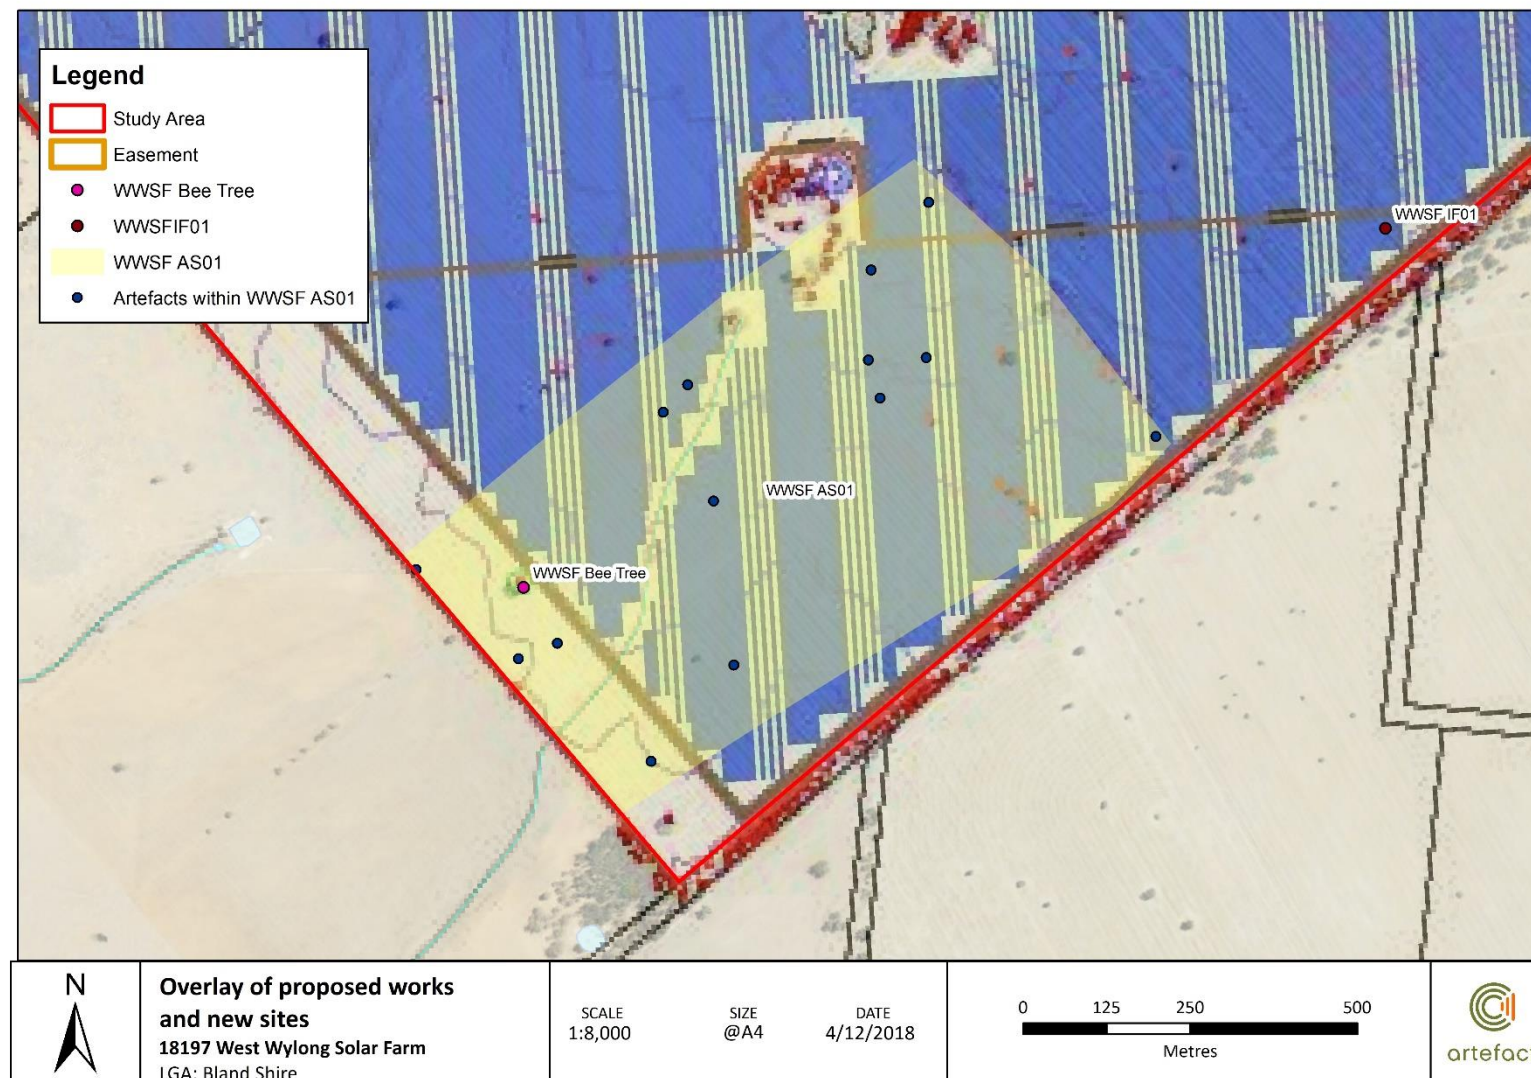 Legend
Study Area
Easement
WWSF Bee Tree
WWSFIF01
WWSF AS01
Artefacts within WWSF AS01
WWSF IF01
WWSF AS01
WWSF Bee Tree
N
Overlay of proposed works
and new sites
18197 West Wylong Solar Farm
LGA: Bland Shire
SCALE
1:8,000
SIZE
@A4
DATE
4/12/2018
0 125 250 500
Metres
artefact